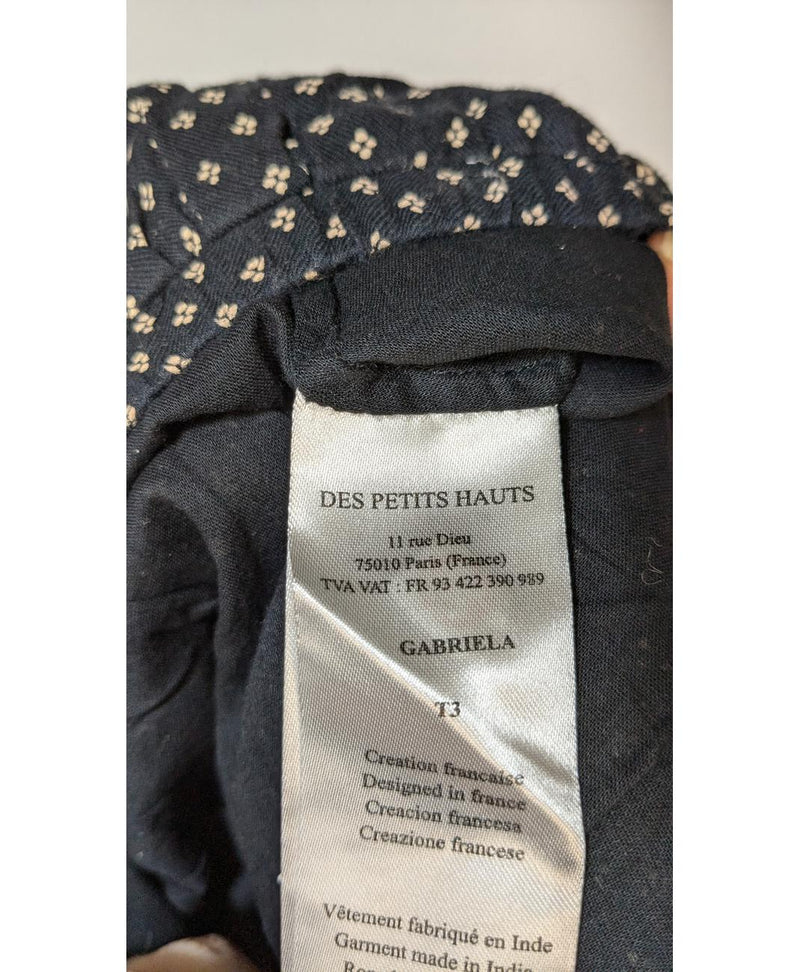 DES PETITS HAUTS
11 rue Dieu
75010 Paris (France)
TVA VAT : FR 93 422 390 989
GABRIELA
T3
Creation francaise
Designed in france
Creacion francesa
Creazione francese
Vêtement fabriqué en Inde
Garment made in India